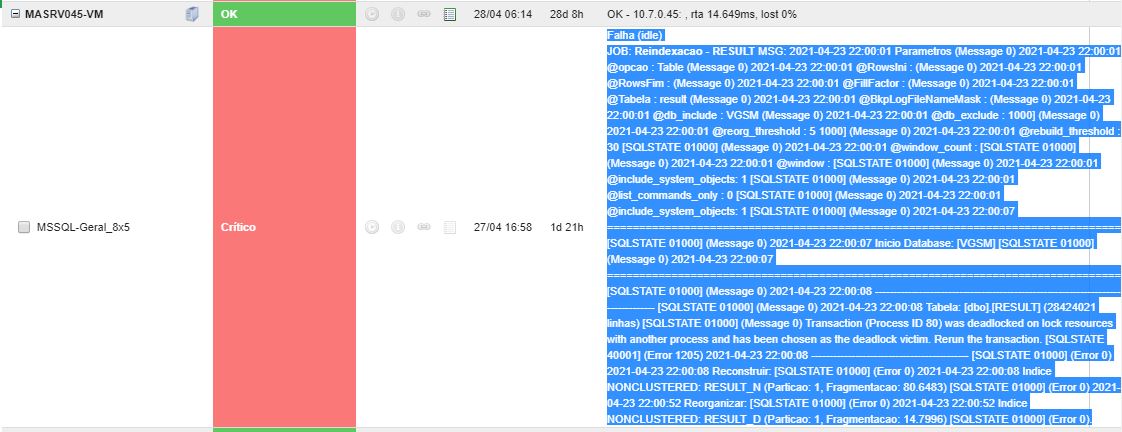 MASRV045-VM OK 28/04 06:14 28d 8h OK - 10.7.0.45: , rta 14.649ms, lost 0%
MSSQL-Geral_8x5 Crítico 27/04 16:58 1d 21h
Falha (idle)
JOB: Reindexacao - RESULT MSG: 2021-04-23 22:00:01 Parametros (Message 0) 2021-04-23 22:00:01
@opcao : Table (Message 0) 2021-04-23 22:00:01 @RowsIni : (Message 0) 2021-04-23 22:00:01
@RowsFim : (Message 0) 2021-04-23 22:00:01 @FillFactor : (Message 0) 2021-04-23 22:00:01
@Tabela : result (Message 0) 2021-04-23 22:00:01 @BkpLogFileNameMask : (Message 0) 2021-04-23
22:00:01 @db_include : VGSM (Message 0) 2021-04-23 22:00:01 @db_exclude : 1000] (Message 0)
2021-04-23 22:00:01 @reorg_threshold : 5 1000] (Message 0) 2021-04-23 22:00:01 @rebuild_threshold :
30 [SQLSTATE 01000] (Message 0) 2021-04-23 22:00:01 @window_count : [SQLSTATE 01000]
(Message 0) 2021-04-23 22:00:01 @window : [SQLSTATE 01000] (Message 0) 2021-04-23 22:00:01
@include_system_objects: 1 [SQLSTATE 01000] (Message 0) 2021-04-23 22:00:01
@list_commands_only : 0 [SQLSTATE 01000] (Message 0) 2021-04-23 22:00:01
@include_system_objects: 1 [SQLSTATE 01000] (Message 0) 2021-04-23 22:00:07
================================================================
[SQLSTATE 01000] (Message 0) 2021-04-23 22:00:07 Inicio Database: [VGSM] [SQLSTATE 01000]
(Message 0) 2021-04-23 22:00:07
================================================================
[SQLSTATE 01000] (Message 0) 2021-04-23 22:00:08 ----------------------------------------------------------------
------------- [SQLSTATE 01000] (Message 0) 2021-04-23 22:00:08 Tabela: [dbo].[RESULT] (28424021
linhas) [SQLSTATE 01000] (Message 0) Transaction (Process ID 80) was deadlocked on lock resources
with another process and has been chosen as the deadlock victim. Rerun the transaction. [SQLSTATE
40001] (Error 1205) 2021-04-23 22:00:08 -------------------------------------------------- [SQLSTATE 01000] (Error 0)
2021-04-23 22:00:08 Reconstruir: [SQLSTATE 01000] (Error 0) 2021-04-23 22:00:08 Indice
NONCLUSTERED: RESULT_N (Particao: 1, Fragmentacao: 80.6483) [SQLSTATE 01000] (Error 0) 2021-
04-23 22:00:52 Reorganizar: [SQLSTATE 01000] (Error 0) 2021-04-23 22:00:52 Indice
NONCLUSTERED: RESULT_D (Particao: 1, Fragmentacao: 14.7996) [SQLSTATE 01000] (Error 0).